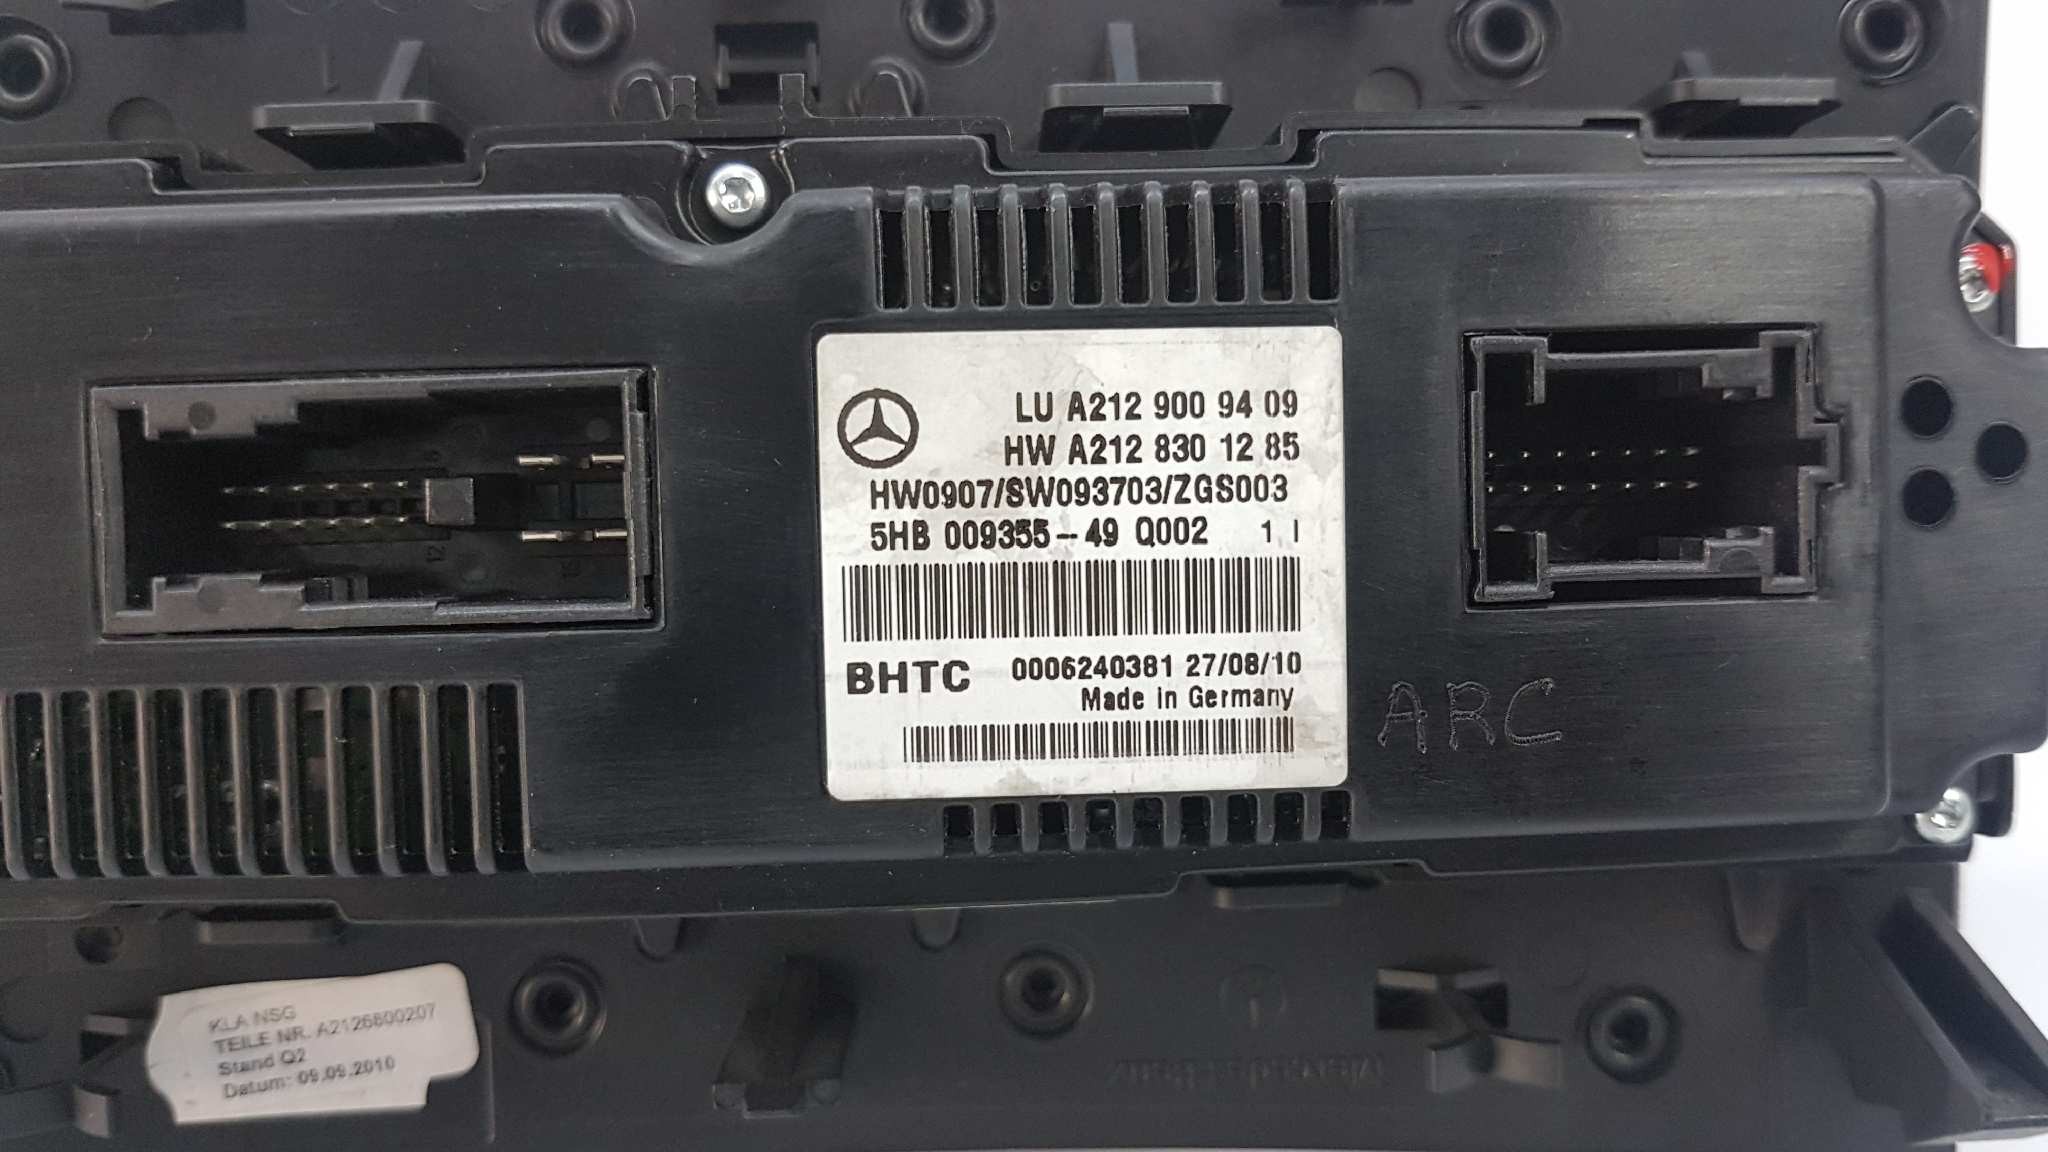 LU A212 900 94 09
HW A212 830 12 85
HW0907/SW093703/ZGS003
5HB 009355-49 Q002 1 I
BHTC 0006240381 27/08/10
Made in Germany
ARC
12
KLA NSG
TEILE NR. A2126800207
Stand Q2
Datum: 09.09.2010